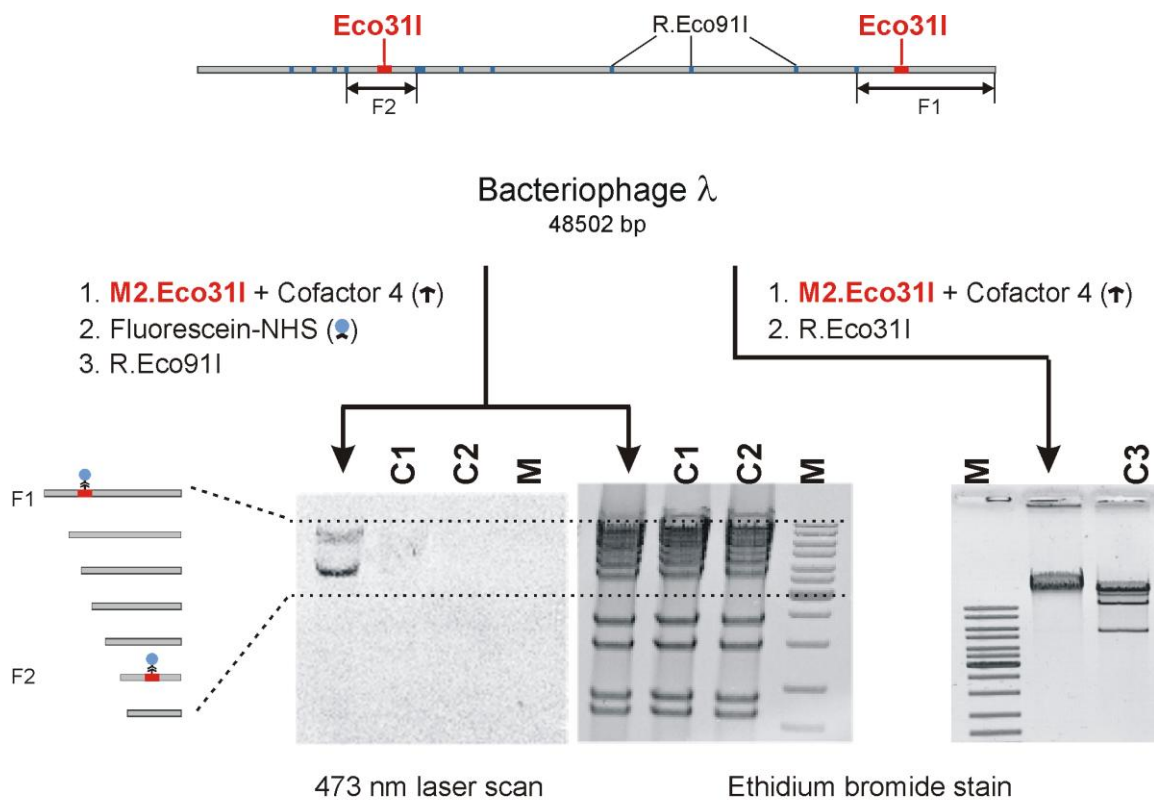 Eco31I
R.Eco91I
Eco31I
F2
F1
Bacteriophage λ
48502 bp
1. M2.Eco31I + Cofactor 4 (↑)
2. Fluorescein-NHS ()
3. R.Eco91I
1. M2.Eco31I + Cofactor 4 (↑)
2. R.Eco31I
C1
C2
M
C1
C2
M
M
C3
F1
F2
473 nm laser scan
Ethidium bromide stain